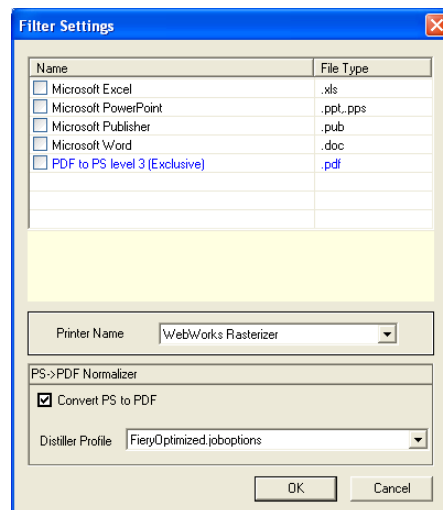 Filter Settings
Name File Type
Microsoft Excel .xls
Microsoft PowerPoint .ppt,.pps
Microsoft Publisher .pub
Microsoft Word .doc
PDF to PS level 3 (Exclusive) .pdf
Printer Name WebWorks Rasterizer
PS->PDF Normalizer
Convert PS to PDF
Distiller Profile FieryOptimized.joboptions
OK Cancel